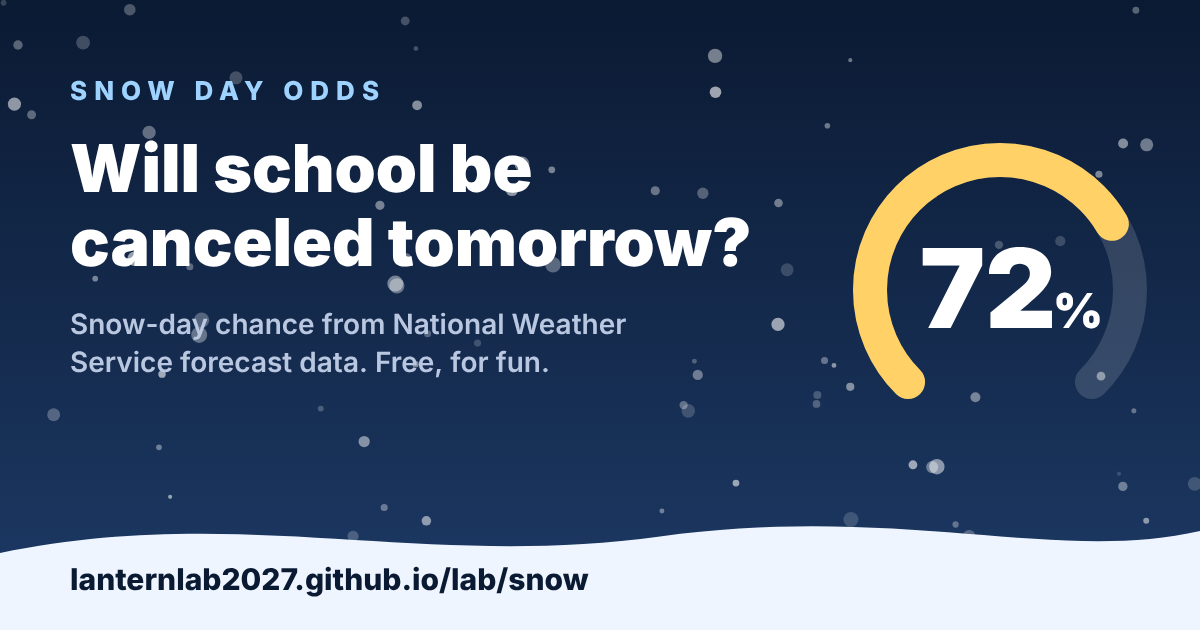 SNOW DAY ODDS
Will school be
canceled tomorrow?
Snow-day chance from National Weather
Service forecast data. Free, for fun.
72%
lanternlab2027.github.io/lab/snow